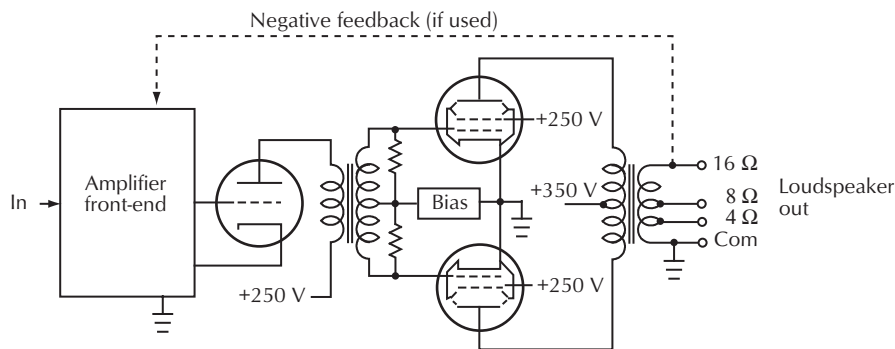 Negative feedback (if used)
+250 V
16 Ω
Amplifier
front-end
In
+350 V
8 Ω
Loudspeaker
out
Bias
4 Ω
Com
+250 V
+250 V